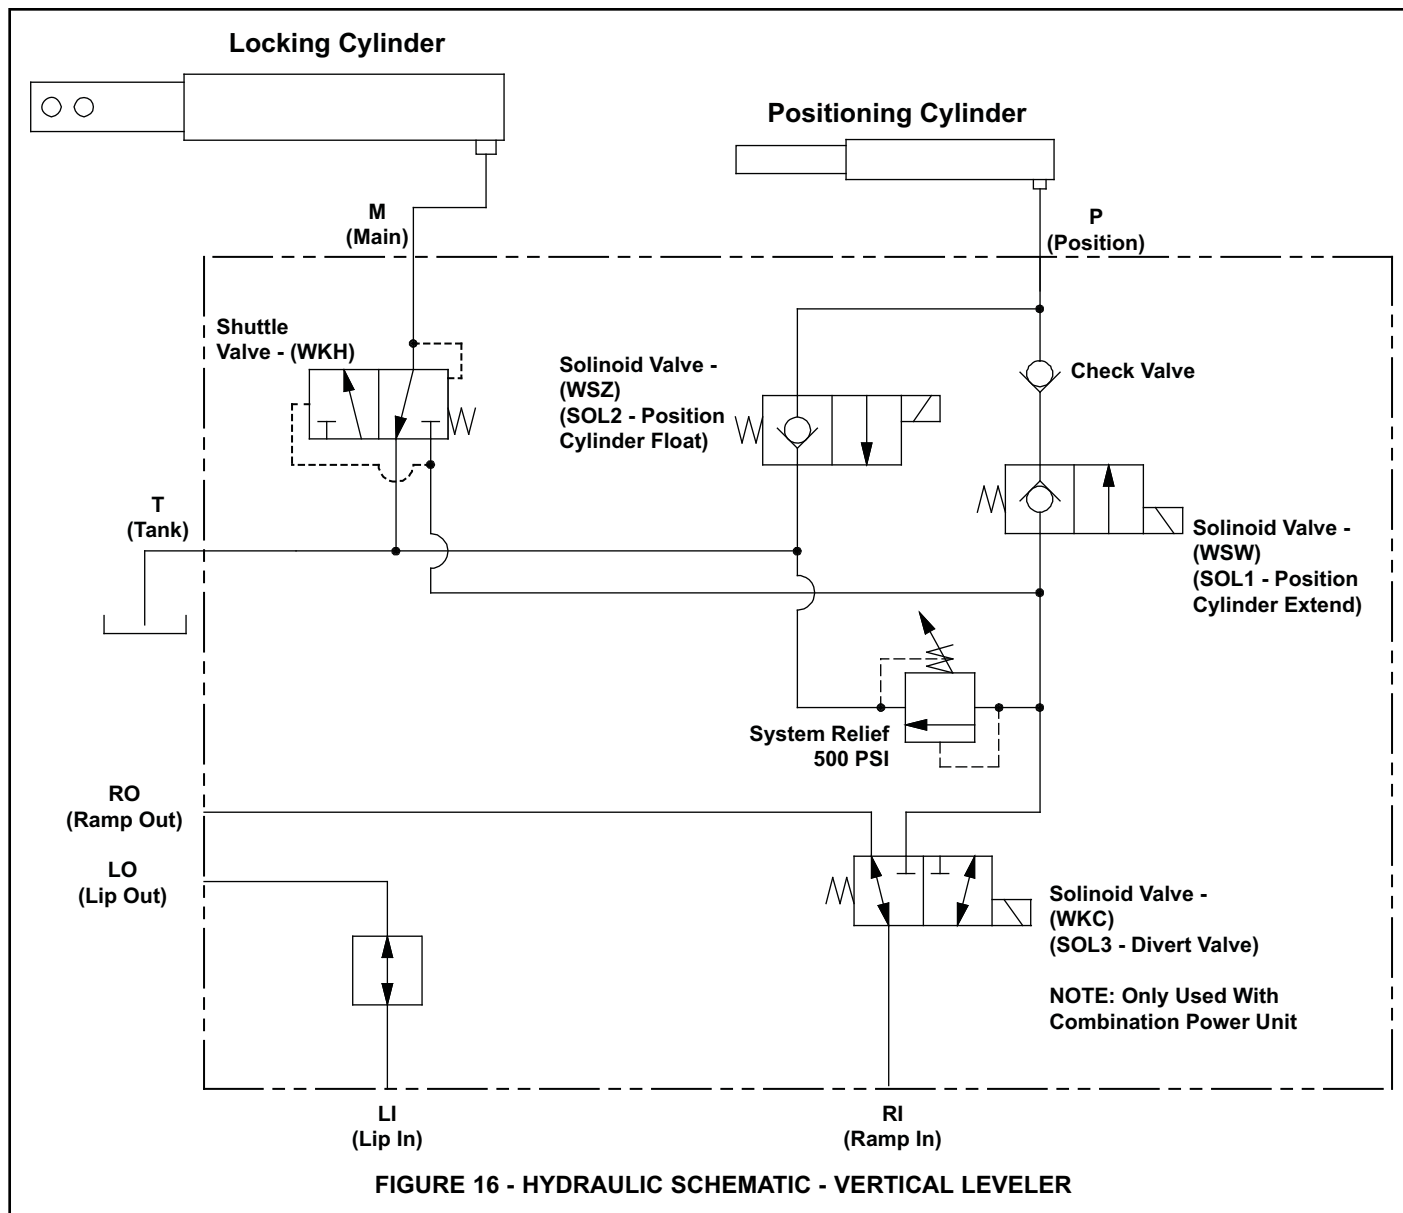 Locking Cylinder
Positioning Cylinder
M
(Main)
P
(Position)
Shuttle
Valve - (WKH)
Solinoid Valve -
(WSZ)
(SOL2 - Position
Cylinder Float)
Check Valve
T
(Tank)
Solinoid Valve -
(WSW)
(SOL1 - Position
Cylinder Extend)
System Relief
500 PSI
RO
(Ramp Out)
LO
(Lip Out)
Solinoid Valve -
(WKC)
(SOL3 - Divert Valve)
NOTE: Only Used With
Combination Power Unit
LI
(Lip In)
RI
(Ramp In)
FIGURE 16 - HYDRAULIC SCHEMATIC - VERTICAL LEVELER